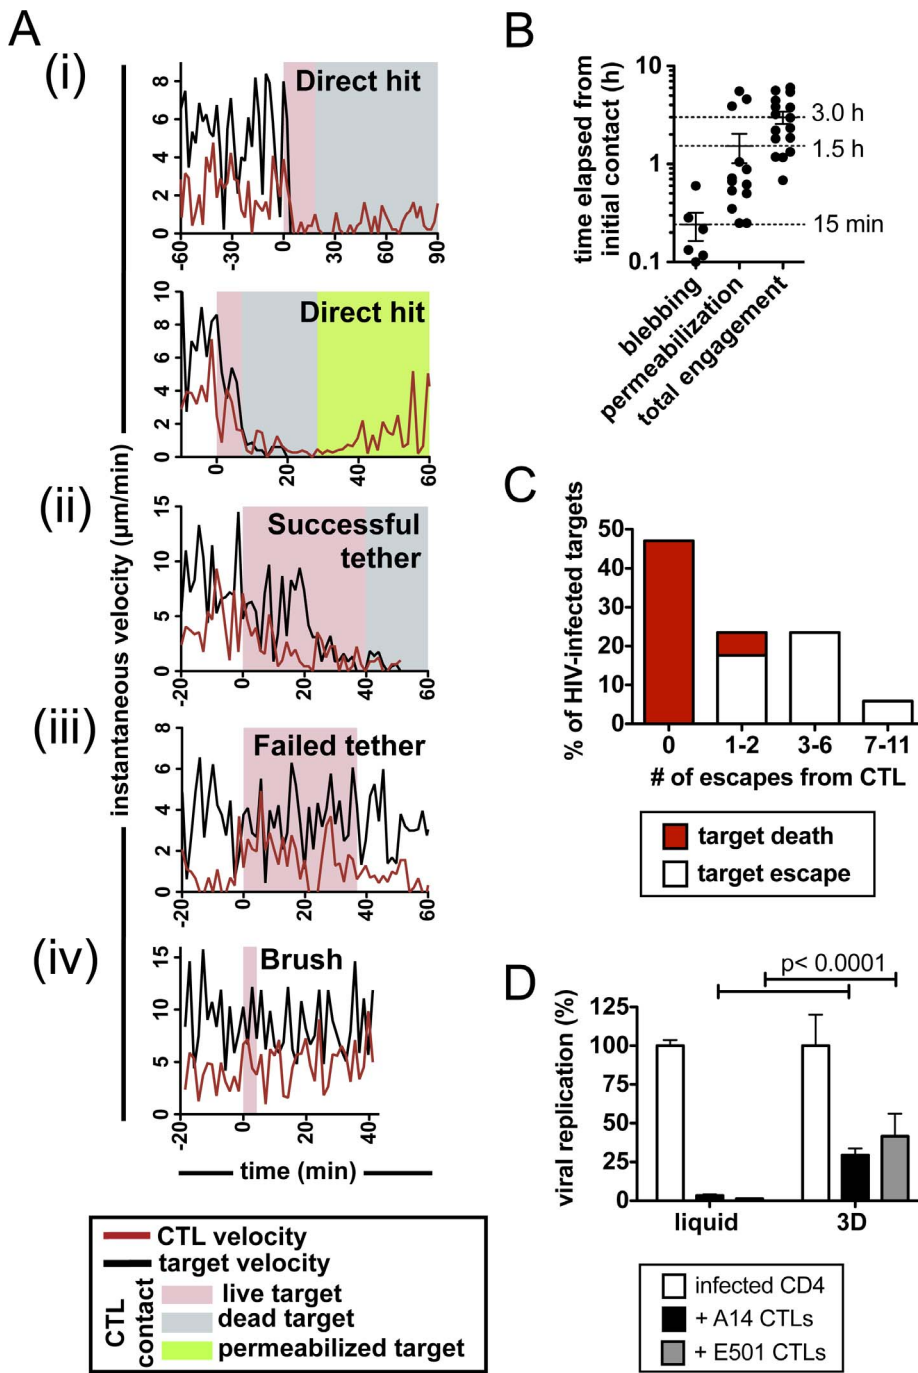 A
(i)
Direct hit
8
6
4
2
0
-60
-30
0
30
60
90
Direct hit
10
8
6
4
2
0
0
20
40
60
(ii)
Successful
tether
15
10
5
0
-20
0
20
40
60
(iii)
Failed tether
8
6
4
2
0
-20
0
20
40
60
(iv)
Brush
15
10
5
0
-20
0
20
40
instantaneous velocity (µm/min)
time (min)
CTL velocity
target velocity
CTL
contact
live target
dead target
permeabilized target
B
time elapsed from
initial contact (h)
10
1
0.1
3.0 h
1.5 h
15 min
blebbing
permeabilization
total engagement
C
% of HIV-infected targets
50
40
30
20
10
0
0
1-2
3-6
7-11
# of escapes from CTL
target death
target escape
D
p< 0.0001
viral replication (%)
125
100
75
50
25
0
liquid
3D
infected CD4
+ A14 CTLs
+ E501 CTLs